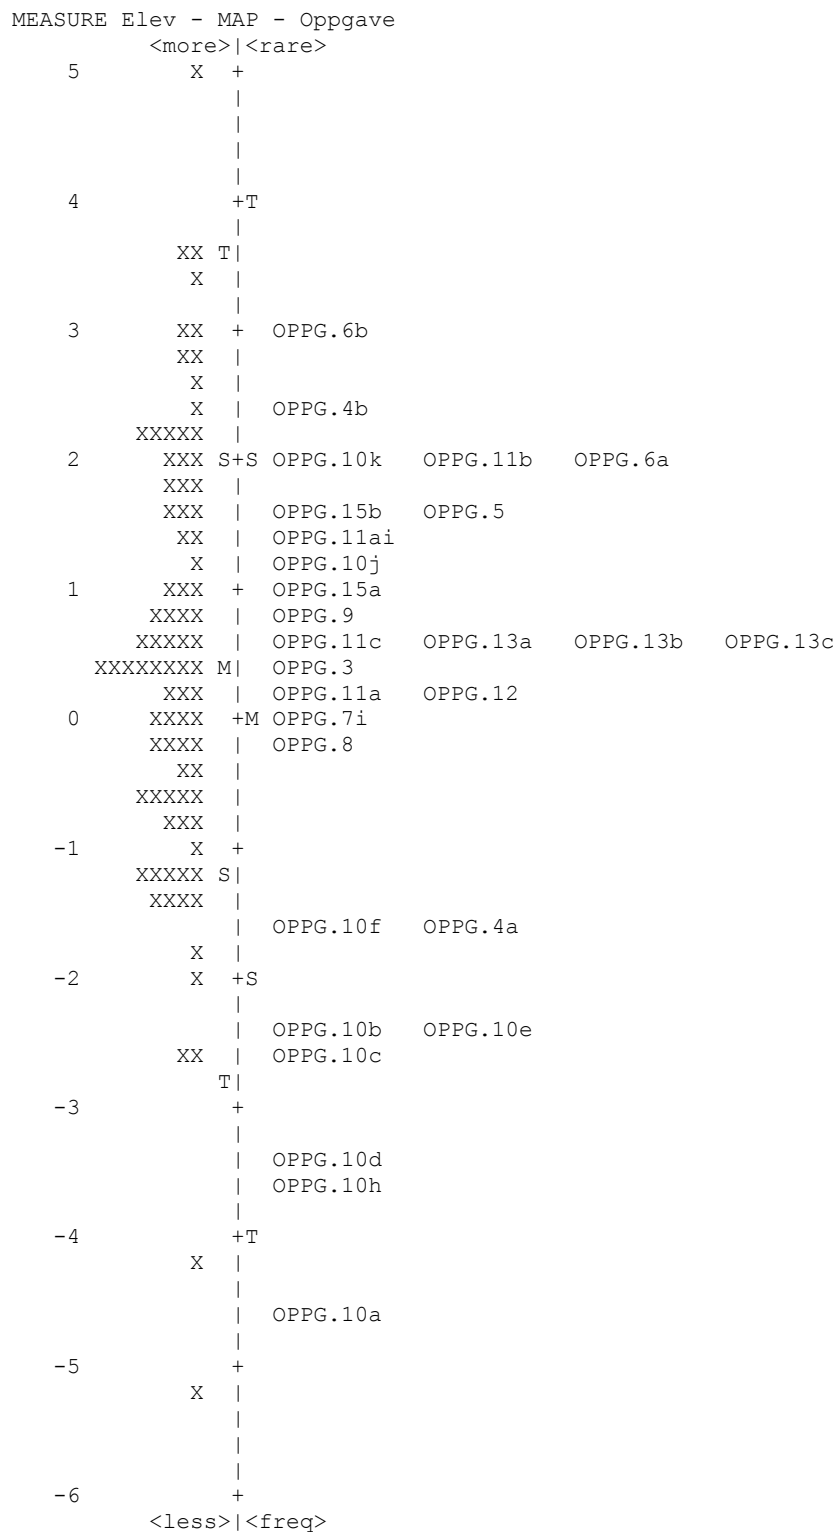 MEASURE Elev - MAP - Oppgave
         <more>|<rare>
    5        X  +
                |
                |
                |
                |
    4           +T
                |
            XX T|
             X  |
                |
    3       XX  +  OPPG.6b
            XX  |
             X  |
             X  |  OPPG.4b
         XXXXX  |
    2      XXX S+S OPPG.10k   OPPG.11b   OPPG.6a
           XXX  |
           XXX  |  OPPG.15b   OPPG.5
            XX  |  OPPG.11ai
             X  |  OPPG.10j
    1      XXX  +  OPPG.15a
          XXXX  |  OPPG.9
         XXXXX  |  OPPG.11c   OPPG.13a   OPPG.13b   OPPG.13c
      XXXXXXXX M|  OPPG.3
           XXX  |  OPPG.11a   OPPG.12
    0     XXXX  +M OPPG.7i
          XXXX  |  OPPG.8
            XX  |
         XXXXX  |
           XXX  |
   -1        X  +
         XXXXX S|
          XXXX  |
                |  OPPG.10f   OPPG.4a
             X  |
   -2        X  +S
                |
                |  OPPG.10b   OPPG.10e
            XX  |  OPPG.10c
               T|
   -3           +
                |
                |  OPPG.10d
                |  OPPG.10h
                |
   -4           +T
             X  |
                |
                |  OPPG.10a
                |
   -5           +
             X  |
                |
                |
                |
   -6           +
         <less>|<freq>